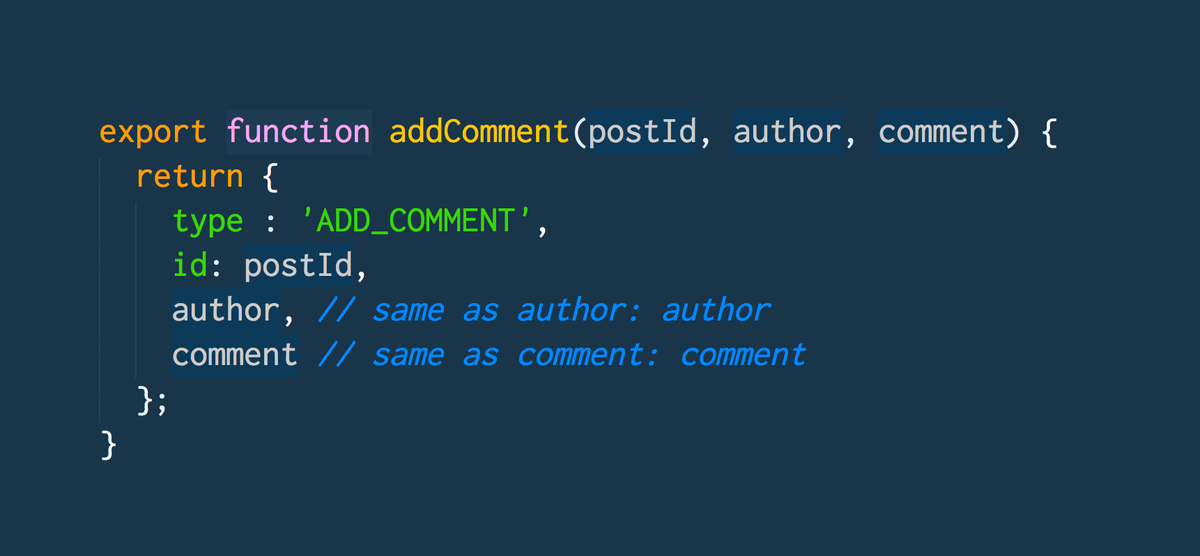 export function addComment(postId, author, comment) {
  return {
    type : 'ADD_COMMENT',
    id: postId,
    author, // same as author: author
    comment // same as comment: comment
  };
}